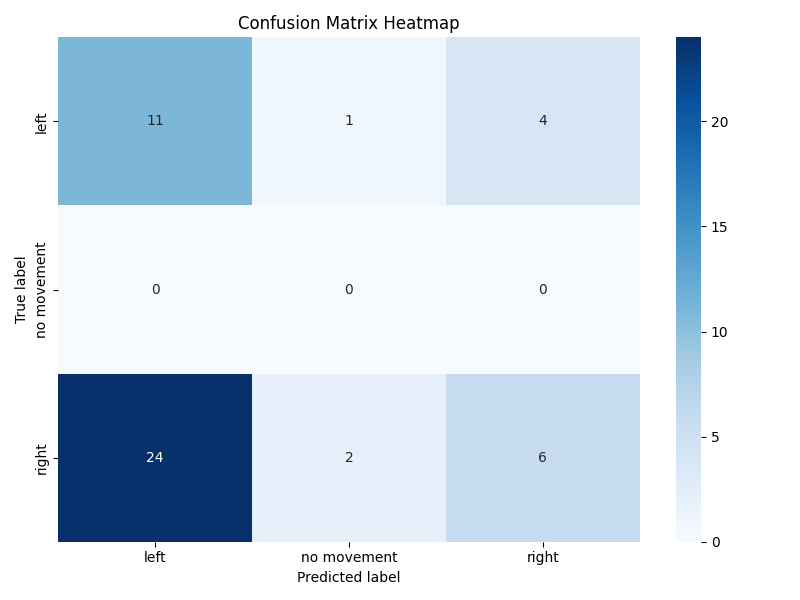 Confusion Matrix Heatmap
True label
left
no movement
right
11 1 4
0 0 0
24 2 6
left no movement right
Predicted label
20
15
10
5
0